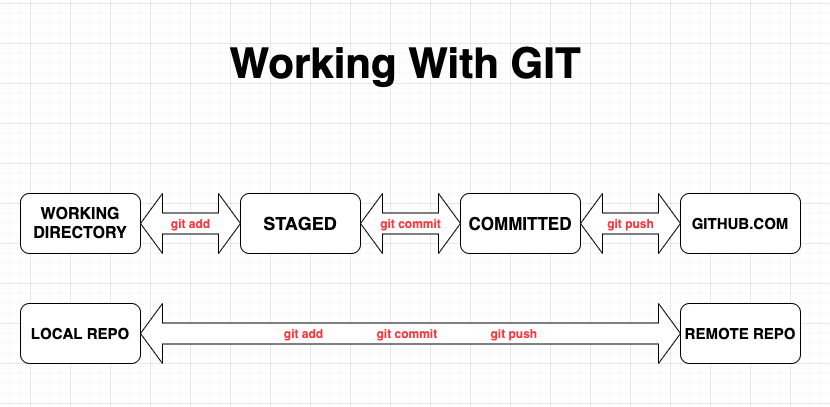 Working With GIT
WORKING
DIRECTORY
git add
STAGED
git commit
COMMITTED
git push
GITHUB.COM
LOCAL REPO
git add
git commit
git push
REMOTE REPO